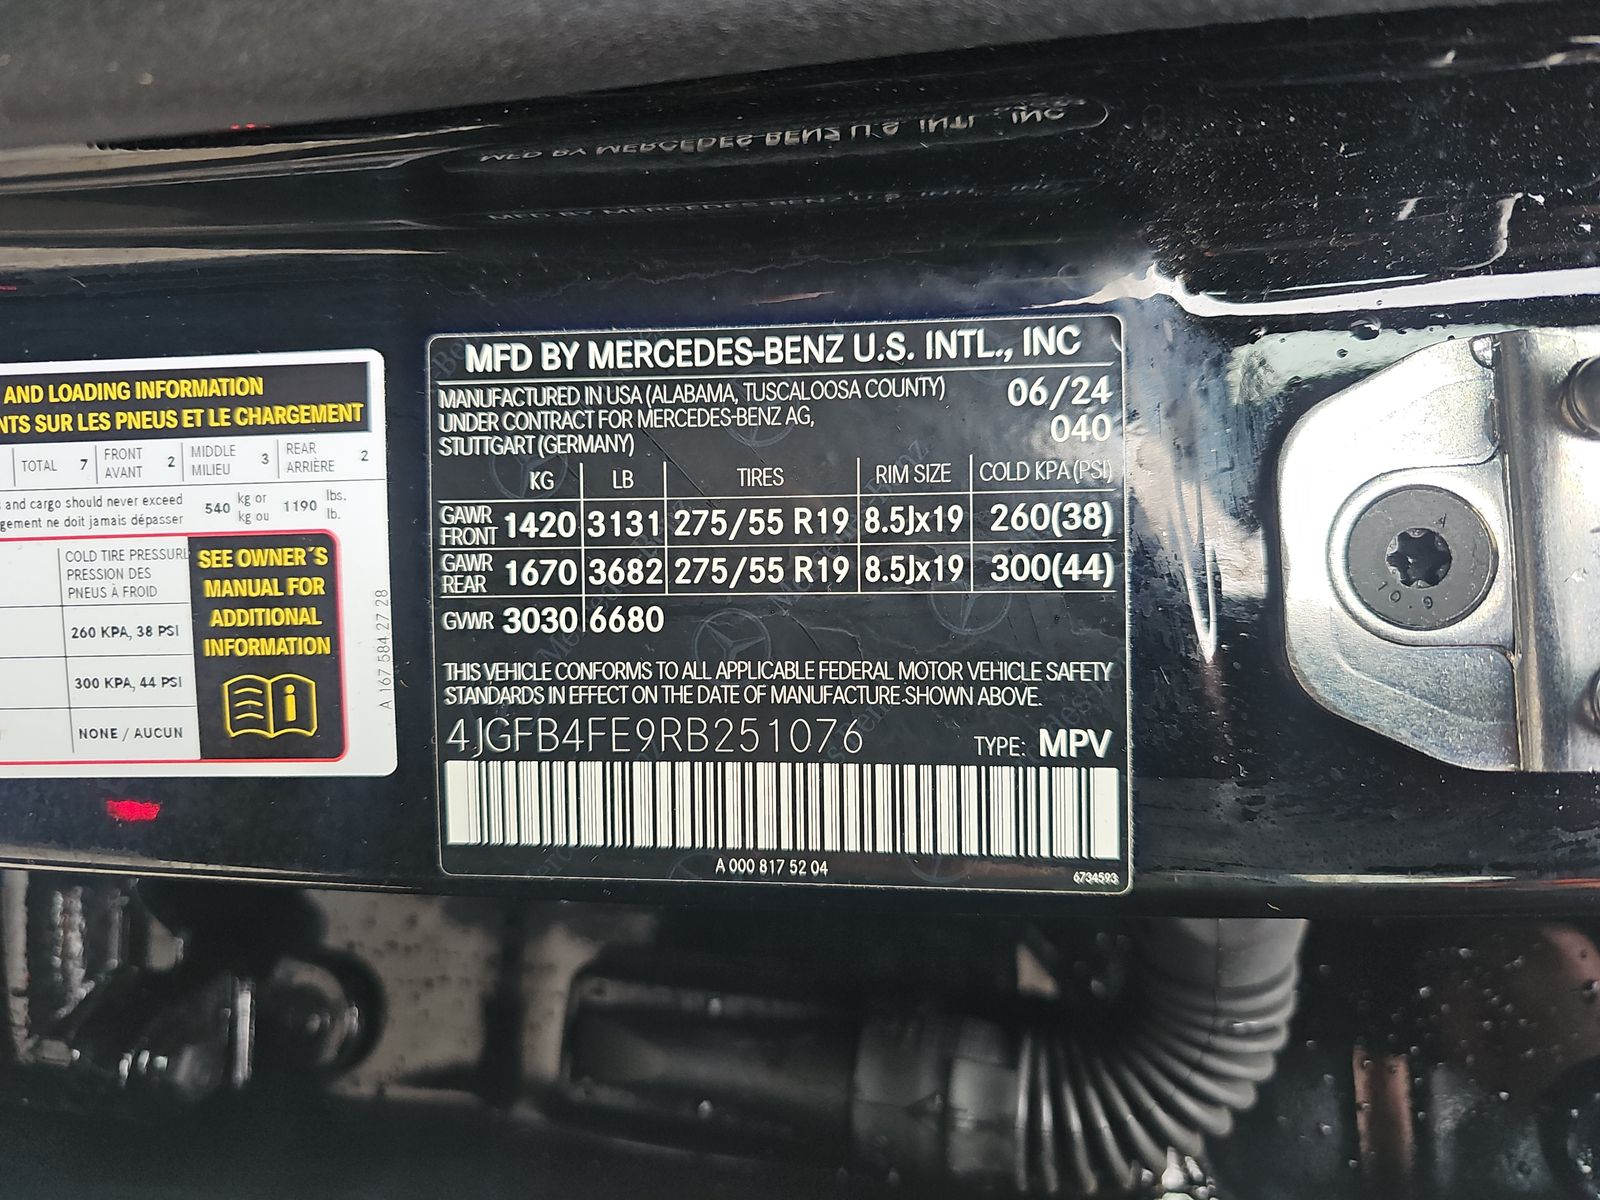 AND LOADING INFORMATION
NTS SUR LES PNEUS ET LE CHARGEMENT
TOTAL 7 FRONT AVANT 2 MIDDLE MILIEU 3 REAR ARRIÈRE 2
and cargo should never exceed 540 kg or 1190 lbs.
gement ne doit jamais dépasser kg ou lb.
COLD TIRE PRESSURE
PRESSION DES
PNEUS À FROID
260 KPA, 38 PSI
300 KPA, 44 PSI
NONE / AUCUN
SEE OWNER´S
MANUAL FOR
ADDITIONAL
INFORMATION
A 167 584 27 28
MFD BY MERCEDES-BENZ U.S. INTL., INC
MANUFACTURED IN USA (ALABAMA, TUSCALOOSA COUNTY) 06/24
UNDER CONTRACT FOR MERCEDES-BENZ AG, 040
STUTTGART (GERMANY)
KG LB TIRES RIM SIZE COLD KPA (PSI)
GAWR FRONT 1420 3131 275/55 R19 8.5Jx19 260(38)
GAWR REAR 1670 3682 275/55 R19 8.5Jx19 300(44)
GVWR 3030 6680
THIS VEHICLE CONFORMS TO ALL APPLICABLE FEDERAL MOTOR VEHICLE SAFETY
STANDARDS IN EFFECT ON THE DATE OF MANUFACTURE SHOWN ABOVE.
4JGFB4FE9RB251076 TYPE: MPV
A 000 817 52 04
6734593
10.9